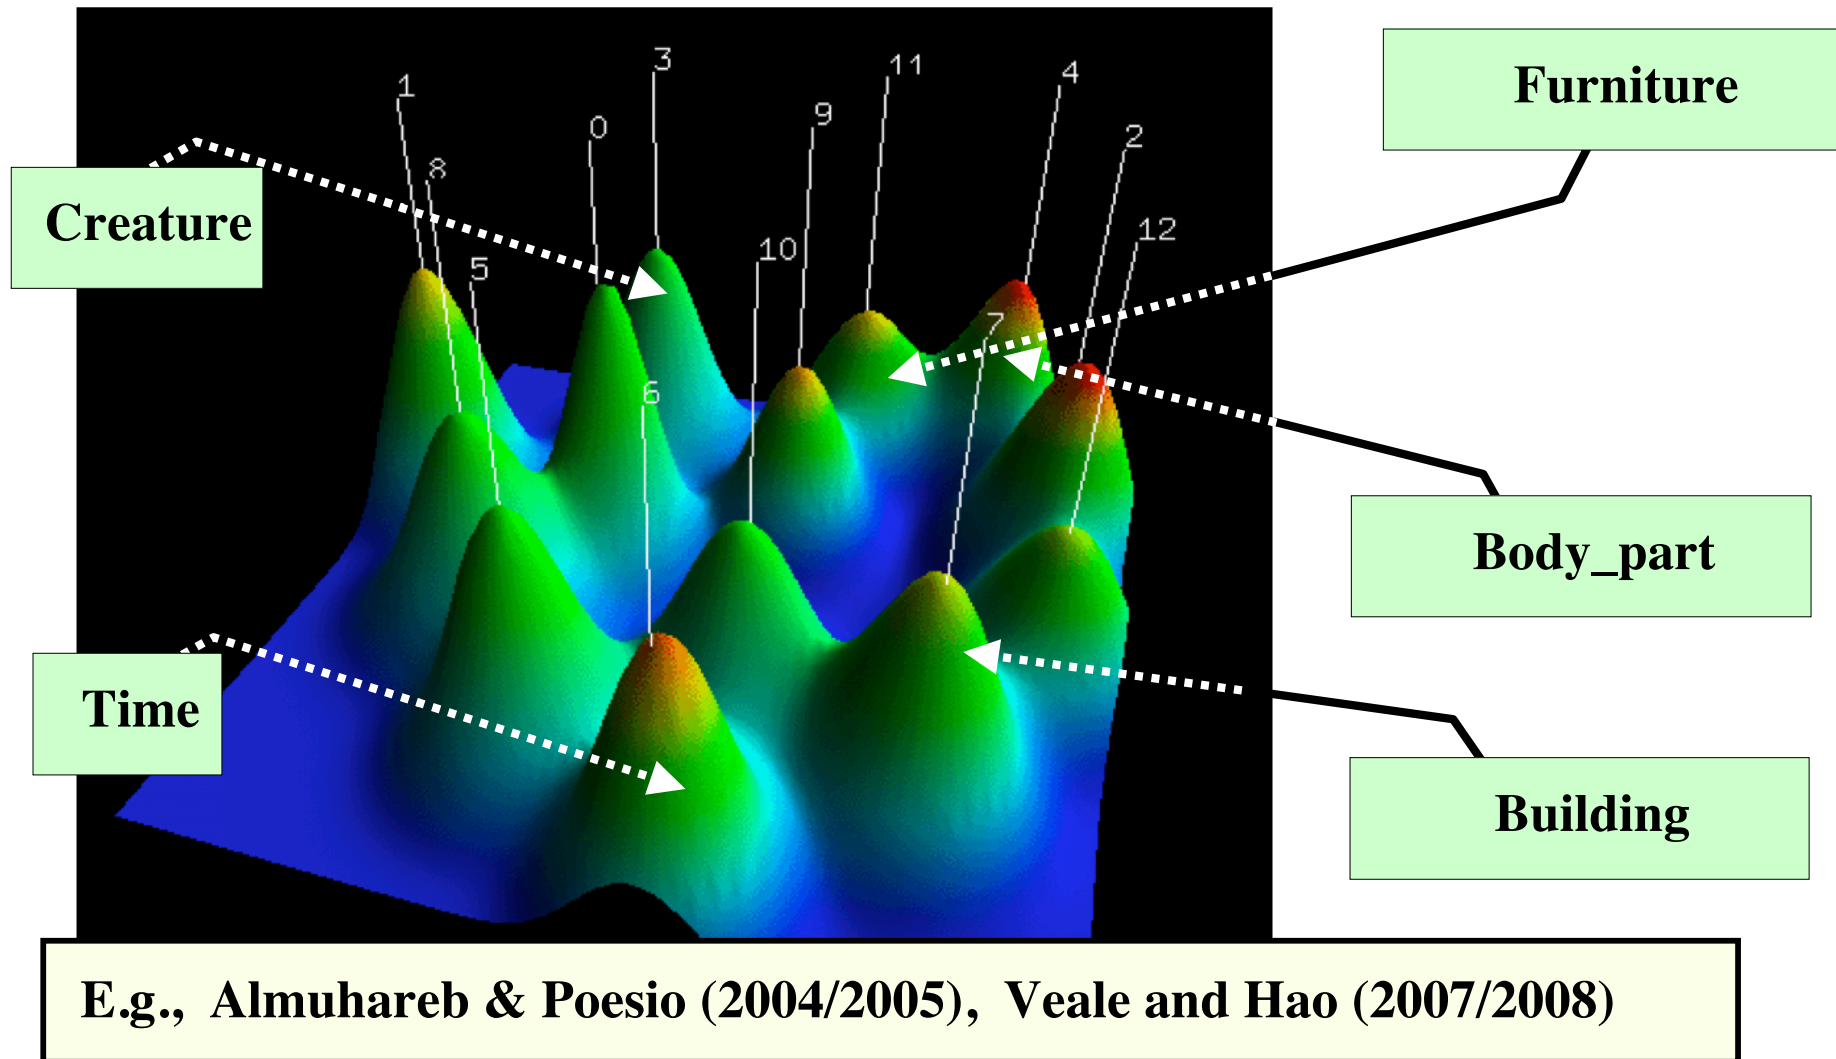 3
11
Furniture
4
1
9
0
2
8
Creature
12
10
5
7
6
Body_part
Time
Building
E.g., Almuhareb & Poesio (2004/2005), Veale and Hao (2007/2008)